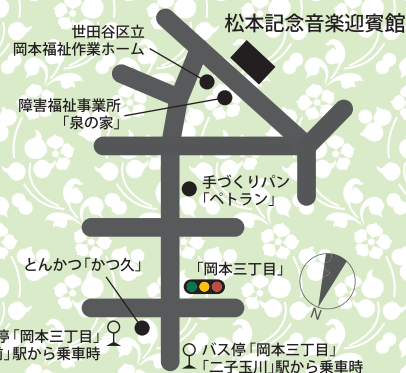 松本記念音楽迎賓館
世田谷区立
岡本福祉作業ホーム
障害福祉事業所
「泉の家」
手づくりパン
「ペトラン」
とんかつ「かつ久」
「岡本三丁目」
N
停「岡本三丁目」
」駅から乗車時
バス停「岡本三丁目」
「二子玉川」駅から乗車時